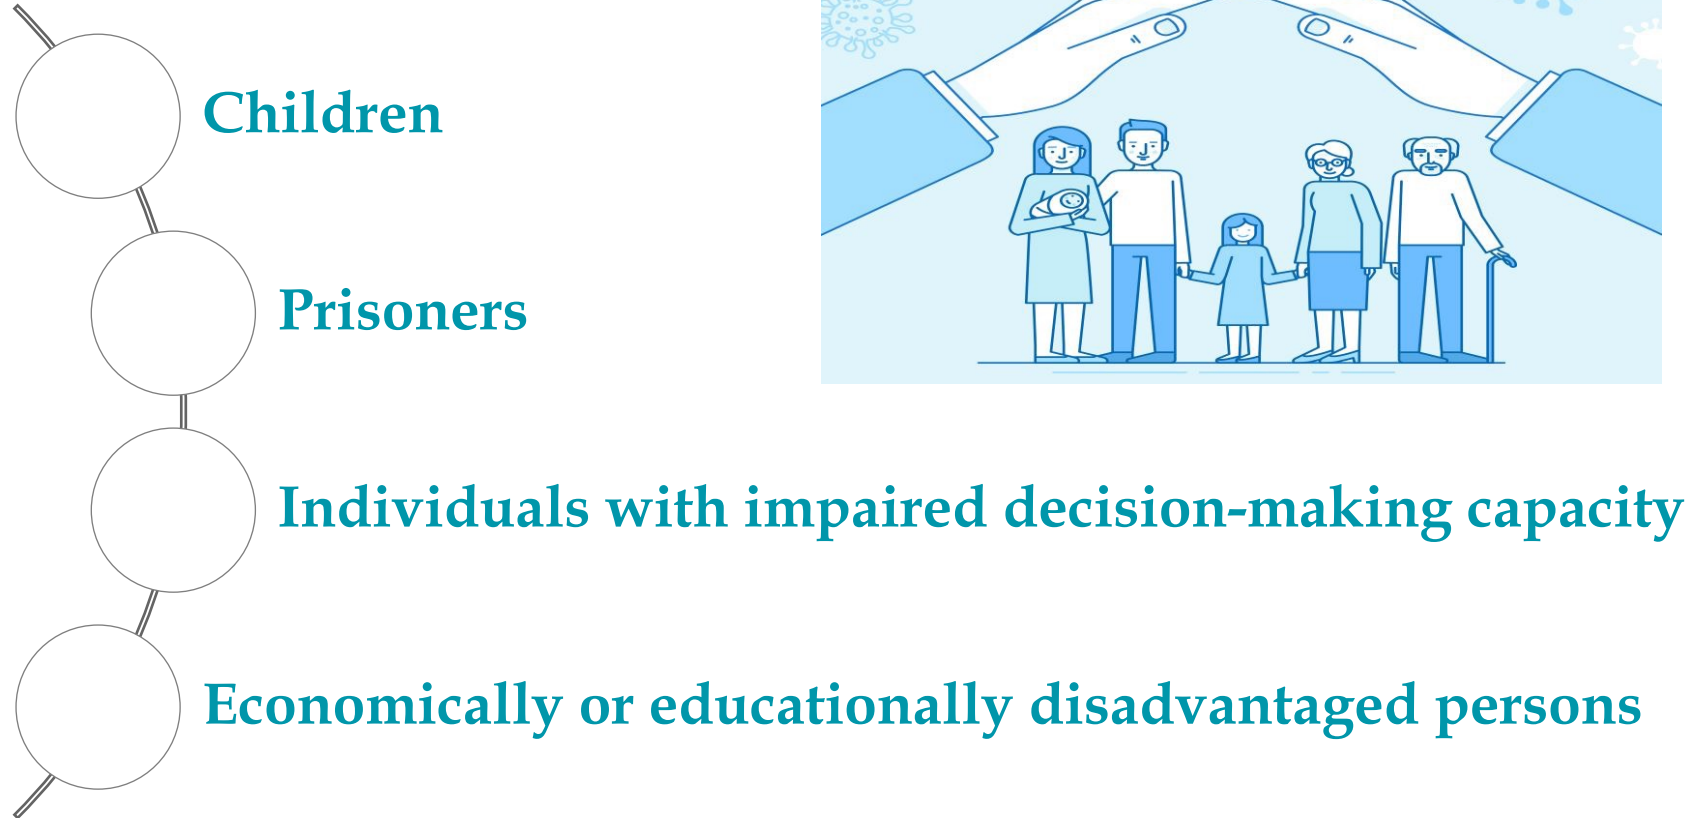 Children
Prisoners
Individuals with impaired decision-making capacity
Economically or educationally disadvantaged persons